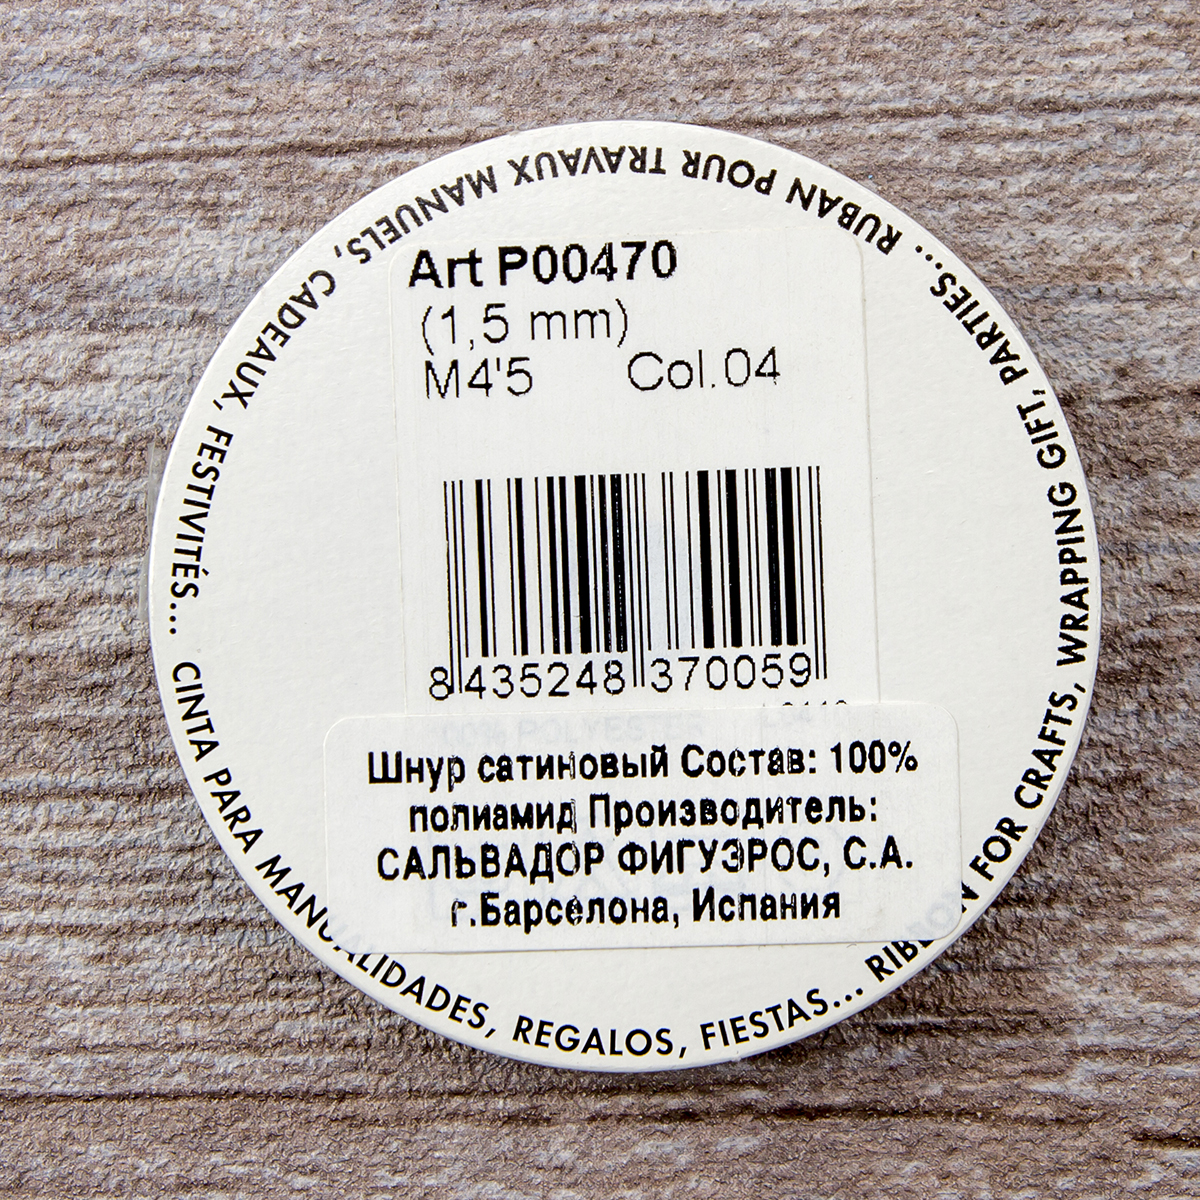 Art P00470
(1,5 mm)
M4'5 Col.04
8 435248 370059
100% POLYESTER
Шнур сатиновый Состав: 100%
полиамид Производитель:
САЛЬВАДОР ФИГУЭРОС, С.А.
г.Барселона, Испания
RUBAN POUR TRAVAUX MANUELS, CADEAUX, FESTIVITÉS...
CINTA PARA MANUALIDADES, REGALOS, FIESTAS...
RIBBON FOR CRAFTS, WRAPPING GIFT, PARTIES...